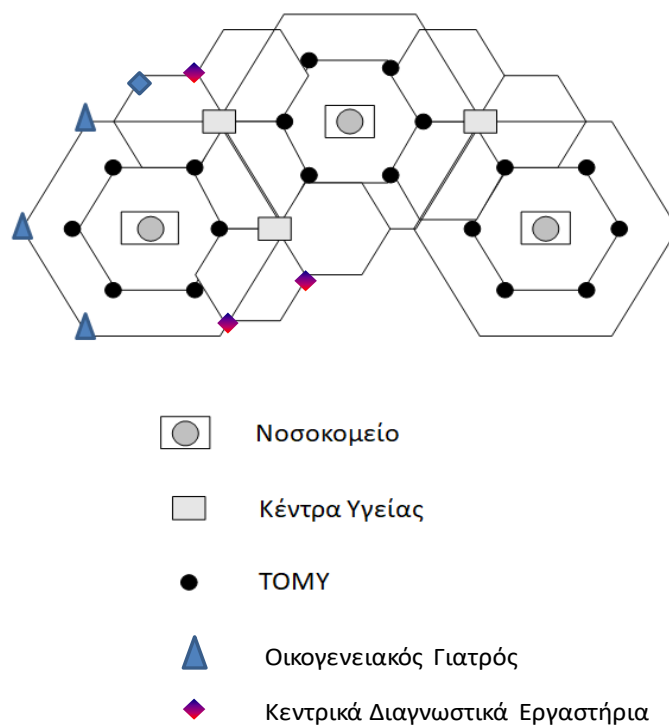 Νοσοκομείο
Κέντρα Υγείας
ΤΟΜΥ
Οικογενειακός Γιατρός
Κεντρικά Διαγνωστικά Εργαστήρια